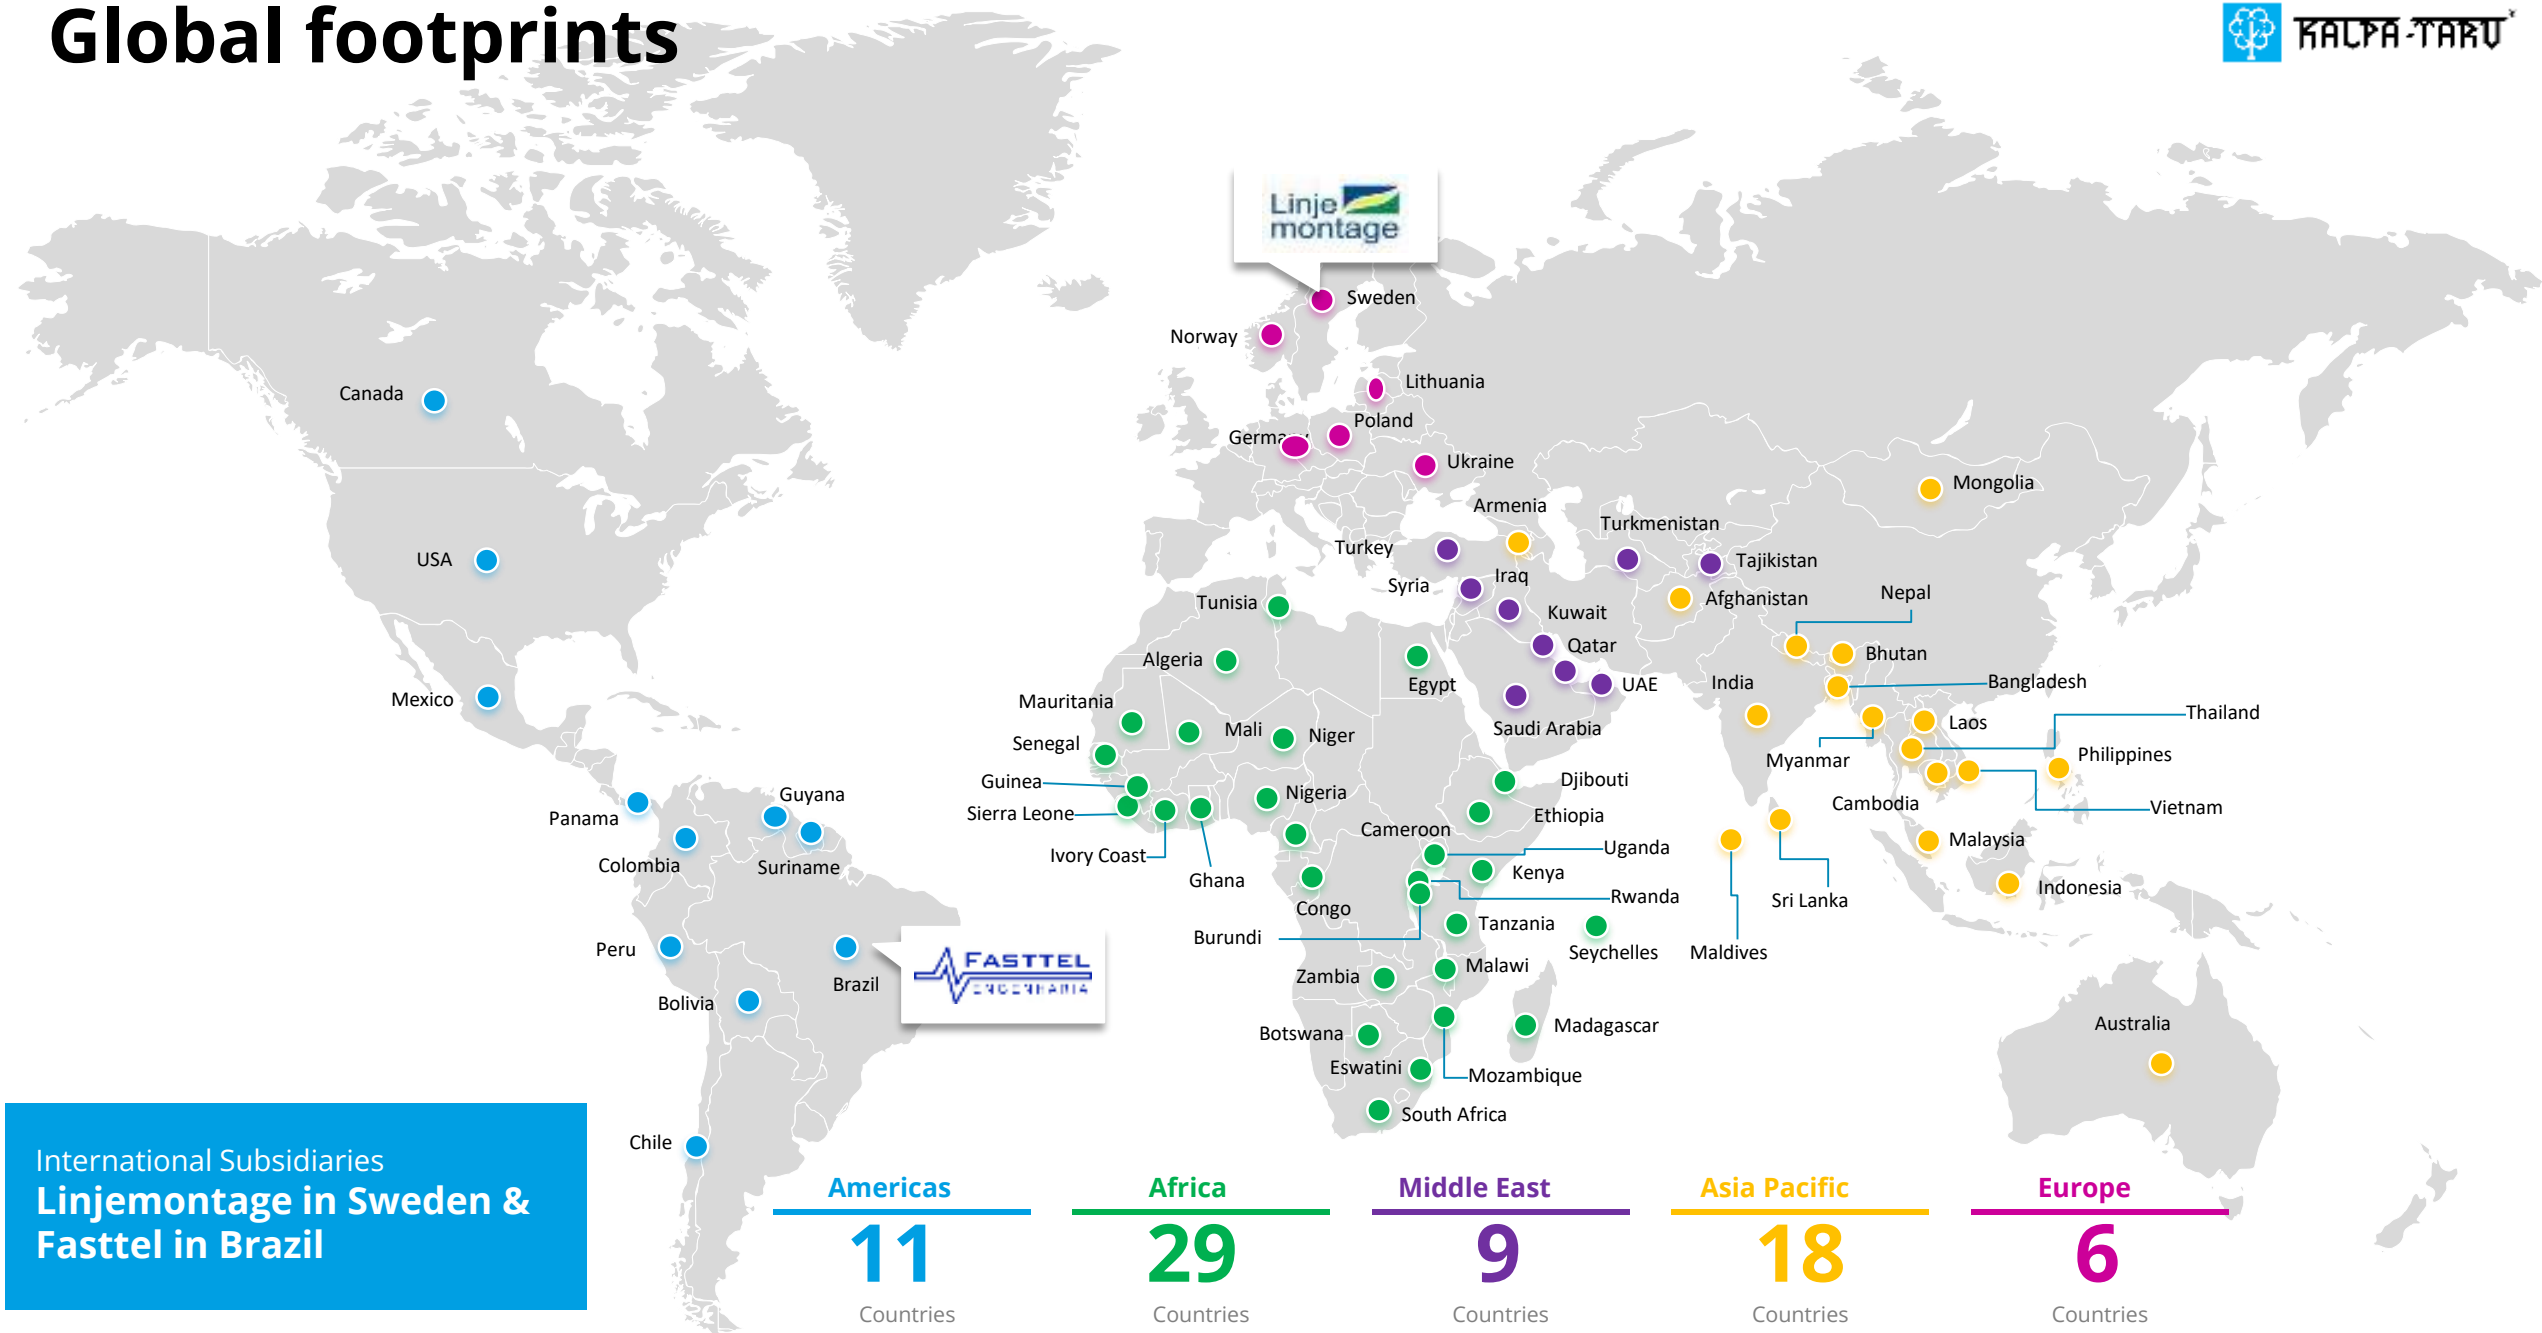 Global footprints
KALPA-TARU
Linje
montage
Sweden
Norway
Lithuania
Canada
Poland
Germany
Ukraine
Mongolia
Armenia
Turkmenistan
Turkey
USA
Tajikistan
Iraq
Syria
Nepal
Tunisia
Afghanistan
Kuwait
Qatar
Bhutan
Algeria
Egypt
UAE
India
Bangladesh
Mexico
Mauritania
Thailand
Mali
Niger
Saudi Arabia
Laos
Senegal
Myanmar
Philippines
Guinea
Djibouti
Guyana
Nigeria
Cambodia
Vietnam
Sierra Leone
Ethiopia
Panama
Cameroon
Malaysia
Uganda
Ivory Coast
Colombia
Suriname
Kenya
Ghana
Indonesia
Rwanda
Sri Lanka
Congo
Tanzania
Burundi
Peru
Seychelles
Maldives
FASTTEL
ENGENHARIA
Malawi
Zambia
Brazil
Bolivia
Australia
Madagascar
Botswana
Eswatini
Mozambique
South Africa
Chile
International Subsidiaries
Linjemontage in Sweden &
Fasttel in Brazil
Americas
11
Countries
Africa
29
Countries
Middle East
9
Countries
Asia Pacific
18
Countries
Europe
6
Countries